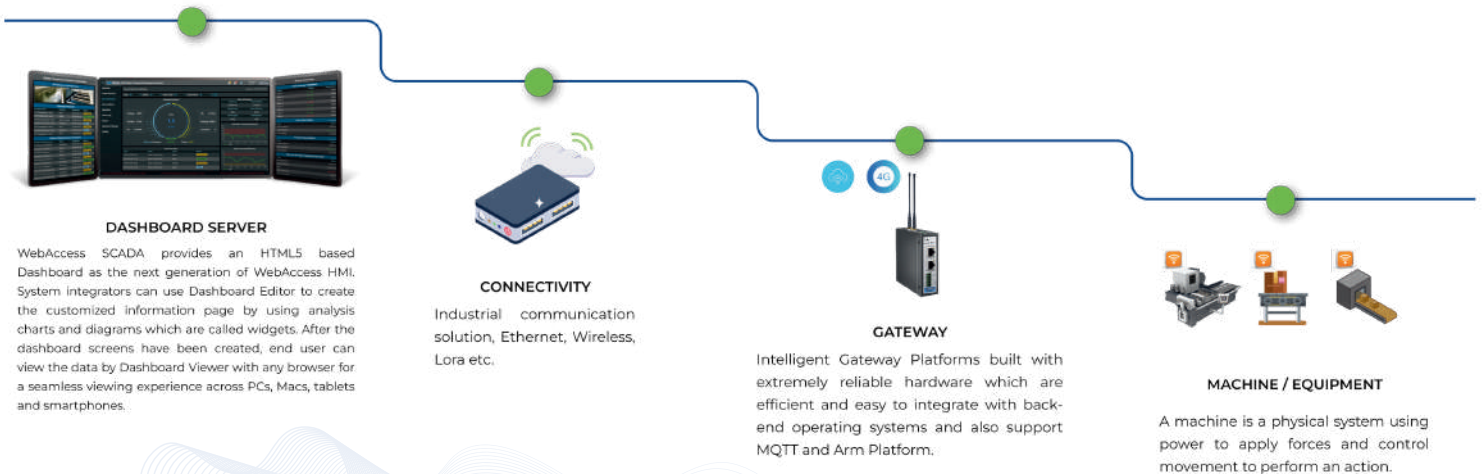 DASHBOARD SERVER
WebAccess SCADA provides an HTML5 based
Dashboard as the next generation of WebAccess HMI.
System integrators can use Dashboard Editor to create
the customized information page by using analysis
charts and diagrams which are called widgets. After the
dashboard screens have been created, end user can
view the data by Dashboard Viewer with any browser for
a seamless viewing experience across PCs, Macs, tablets
and smartphones.
CONNECTIVITY
Industrial communication
solution, Ethernet, Wireless,
Lora etc.
4G
GATEWAY
Intelligent Gateway Platforms built with
extremely reliable hardware which are
efficient and easy to integrate with back-
end operating systems and also support
MQTT and Arm Platform.
MACHINE / EQUIPMENT
A machine is a physical system using
power to apply forces and control
movement to perform an action.